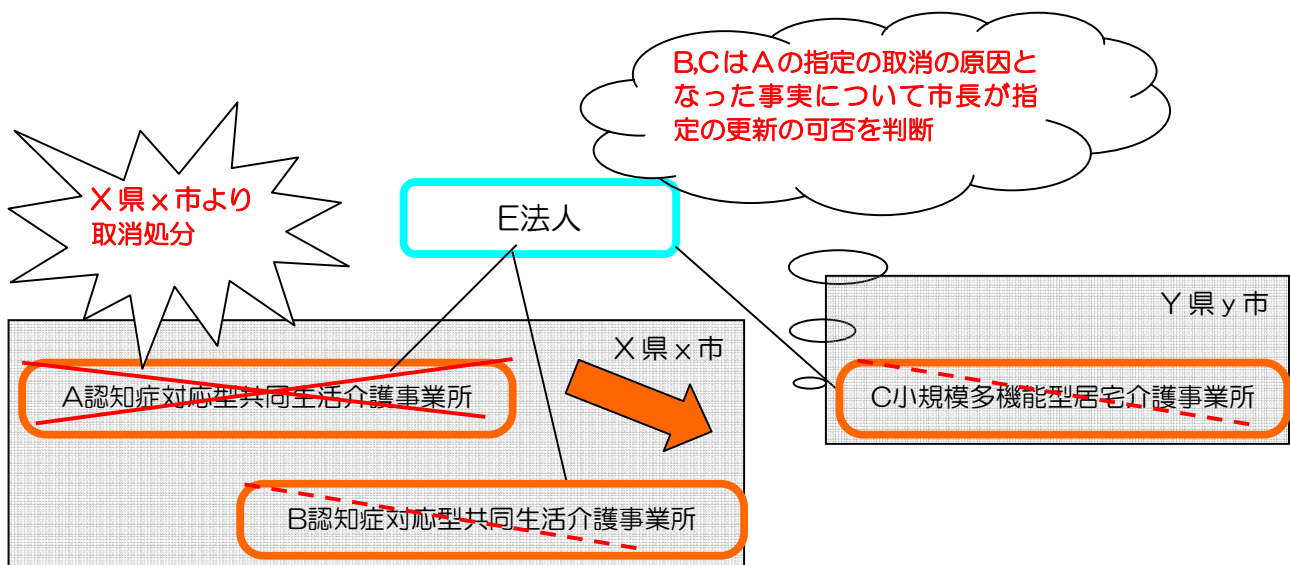 B,CはAの指定の取消の原因と
なった事実について市長が指
定の更新の可否を判断
X県x市より
取消処分
E法人
Y県y市
X県x市
A認知症対応型共同生活介護事業所
C小規模多機能型居宅介護事業所
B認知症対応型共同生活介護事業所